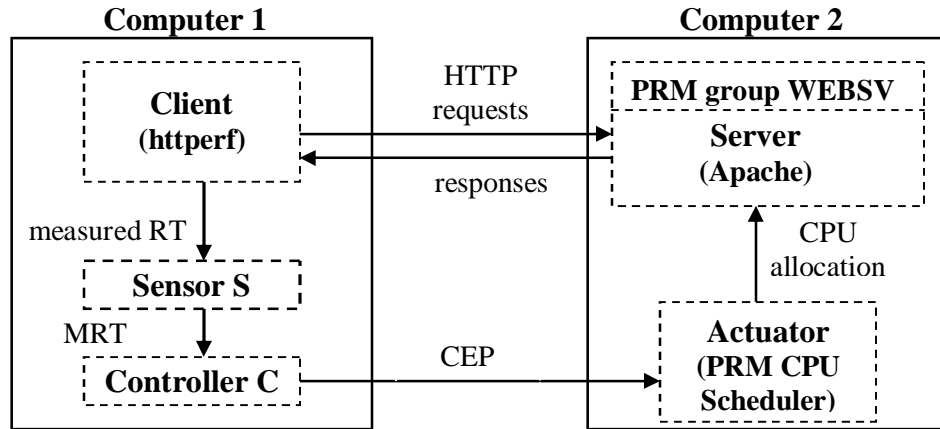 Computer 1
Computer 2
Client
(httperf)
HTTP
requests
responses
PRM group WEBSV
Server
(Apache)
measured RT
Sensor S
MRT
Controller C
CEP
CPU
allocation
Actuator
(PRM CPU
Scheduler)